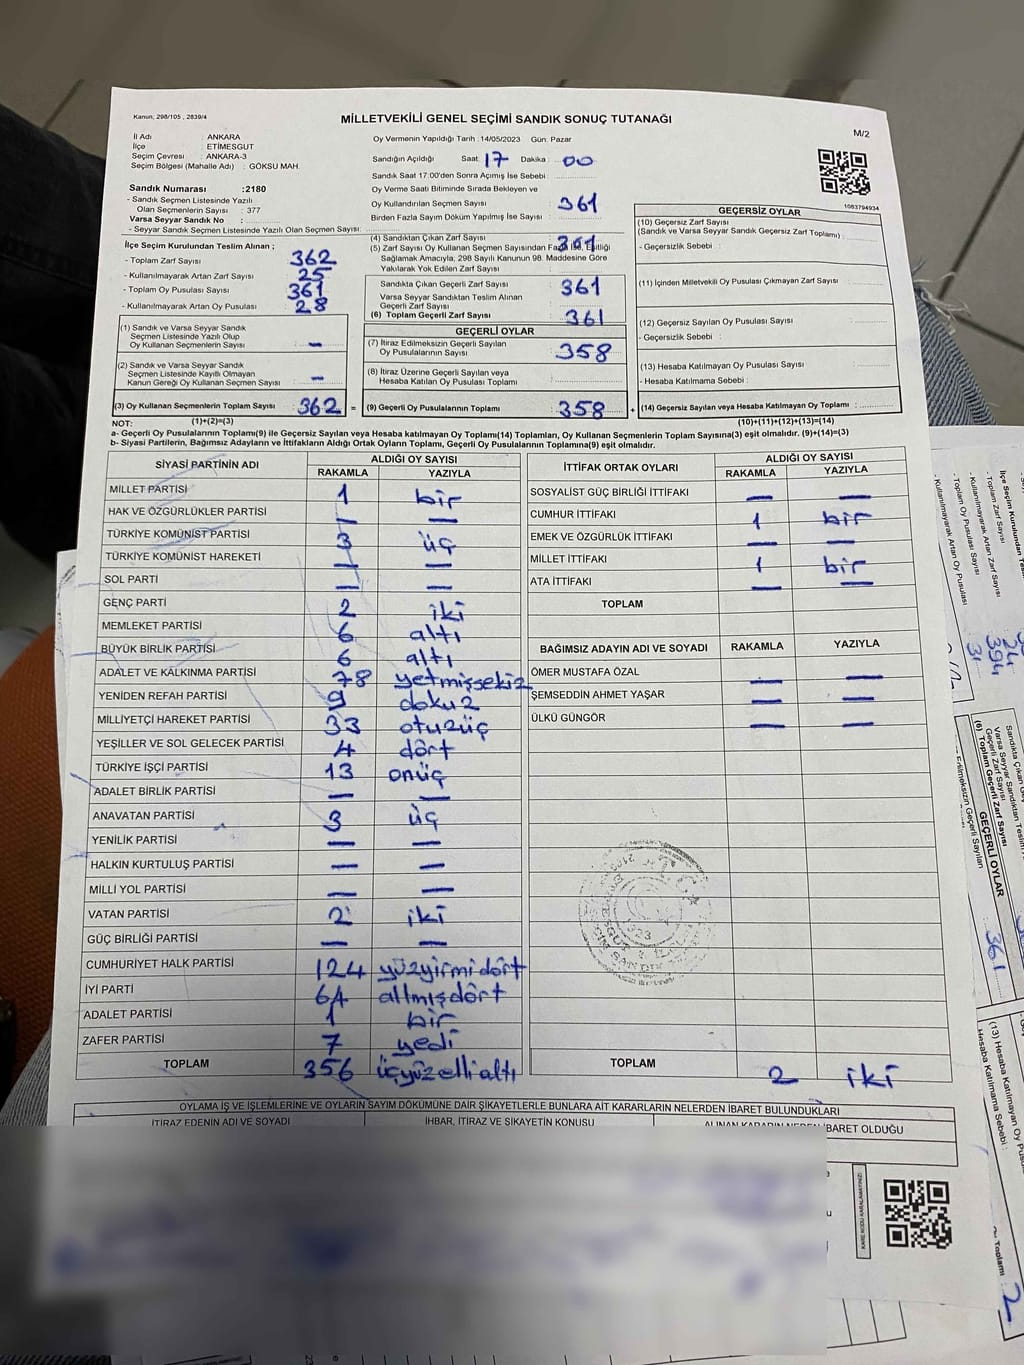 Kanun, 298/105 , 2839/4
MİLLETVEKİLİ GENEL SEÇİMİ SANDIK SONUÇ TUTANAĞI
M/2
İl Adı : ANKARA
İlçe : ETİMESGUT
Seçim Çevresi : ANKARA-3
Seçim Bölgesi (Mahalle Adı) : GÖKSU MAH.
Sandık Numarası :2180
- Sandık Seçmen Listesinde Yazılı
Olan Seçmenlerin Sayısı : 377
Varsa Seyyar Sandık No :
- Seyyar Sandık Seçmen Listesinde Yazılı Olan Seçmen Sayısı:
Oy Vermenin Yapıldığı Tarih : 14/05/2023 Gün: Pazar
Sandığın Açıldığı Saat: 17 Dakika : 00
Sandık Saat 17:00'den Sonra Açımış İse Sebebi :
Oy Verme Saati Bitiminde Sırada Bekleyen ve
Oy Kullandırılan Seçmen Sayısı : 361
Birden Fazla Sayım Döküm Yapılmış İse Sayısı :
1083794934
İlçe Seçim Kurulundan Teslim Alınan ;
- Toplam Zarf Sayısı : 362
- Kullanılmayarak Artan Zarf Sayısı : 25
- Toplam Oy Pusulası Sayısı : 361
- Kullanılmayarak Artan Oy Pusulası : 28
(1) Sandık ve Varsa Seyyar Sandık
Seçmen Listesinde Yazılı Olup
Oy Kullanan Seçmenlerin Sayısı : -
(2) Sandık ve Varsa Seyyar Sandık
Seçmen Listesinde Kayıtlı Olmayan
Kanun Gereği Oy Kullanan Seçmen Sayısı : -
(3) Oy Kullanan Seçmenlerin Toplam Sayısı : 362 =
(4) Sandıktan Çıkan Zarf Sayısı : 361
(5) Zarf Sayısı Oy Kullanan Seçmen Sayısından Fazla İse, Eşitliği
Sağlamak Amacıyla, 298 Sayılı Kanunun 98. Maddesine Göre
Yakılarak Yok Edilen Zarf Sayısı :
Sandıkta Çıkan Geçerli Zarf Sayısı : 361
Varsa Seyyar Sandıktan Teslim Alınan
Geçerli Zarf Sayısı :
(6) Toplam Geçerli Zarf Sayısı : 361
GEÇERLİ OYLAR
(7) İtiraz Edilmeksizin Geçerli Sayılan
Oy Pusulalarının Sayısı : 358
(8) İtiraz Üzerine Geçerli Sayılan veya
Hesaba Katılan Oy Pusulası Toplamı :
(9) Geçerli Oy Pusulalarının Toplamı : 358 +
GEÇERSİZ OYLAR
(10) Geçersiz Zarf Sayısı
(Sandık ve Varsa Seyyar Sandık Geçersiz Zarf Toplamı) :
- Geçersizlik Sebebi :
(11) İçinden Milletvekili Oy Pusulası Çıkmayan Zarf Sayısı :
(12) Geçersiz Sayılan Oy Pusulası Sayısı :
- Geçersizlik Sebebi :
(13) Hesaba Katılmayan Oy Pusulası Sayısı :
- Hesaba Katılmama Sebebi :
(14) Geçersiz Sayılan veya Hesaba Katılmayan Oy Toplamı :
NOT: (1)+(2)=(3) (10)+(11)+(12)+(13)=(14)
a- Geçerli Oy Pusulalarının Toplamı(9) ile Geçersiz Sayılan veya Hesaba katılmayan Oy Toplam(14) Toplamları, Oy Kullanan Seçmenlerin Toplam Sayısına(3) eşit olmalıdır. (9)+(14)=(3)
b- Siyasi Partilerin, Bağımsız Adayların ve İttifakların Aldığı Ortak Oyların Toplamı, Geçerli Oy Pusulalarının Toplamına(9) eşit olmalıdır.
SİYASİ PARTİNİN ADI ALDIĞI OY SAYISI
RAKAMLA YAZIYLA
MİLLET PARTİSİ 1 bir
HAK VE ÖZGÜRLÜKLER PARTİSİ - -
TÜRKİYE KOMÜNİST PARTİSİ 3 üç
TÜRKİYE KOMÜNİST HAREKETİ - -
SOL PARTİ - -
GENÇ PARTİ 2 iki
MEMLEKET PARTİSİ 6 altı
BÜYÜK BİRLİK PARTİSİ 6 altı
ADALET VE KALKINMA PARTİSİ 78 yetmişsekiz
YENİDEN REFAH PARTİSİ 9 dokuz
MİLLİYETÇİ HAREKET PARTİSİ 33 otuzüç
YEŞİLLER VE SOL GELECEK PARTİSİ 4 dört
TÜRKİYE İŞÇİ PARTİSİ 13 onüç
ADALET BİRLİK PARTİSİ - -
ANAVATAN PARTİSİ 3 üç
YENİLİK PARTİSİ - -
HALKIN KURTULUŞ PARTİSİ - -
MİLLİ YOL PARTİSİ - -
VATAN PARTİSİ 2 iki
GÜÇ BİRLİĞİ PARTİSİ - -
CUMHURİYET HALK PARTİSİ 124 yüzyirmidört
İYİ PARTİ 64 altmışdört
ADALET PARTİSİ 1 bir
ZAFER PARTİSİ 7 yedi
TOPLAM 356 üçyüzellialtı
İTTİFAK ORTAK OYLARI ALDIĞI OY SAYISI
RAKAMLA YAZIYLA
SOSYALİST GÜÇ BİRLİĞİ İTTİFAKI - -
CUMHUR İTTİFAKI 1 bir
EMEK VE ÖZGÜRLÜK İTTİFAKI - -
MİLLET İTTİFAKI 1 bir
ATA İTTİFAKI - -
TOPLAM
BAĞIMSIZ ADAYIN ADI VE SOYADI RAKAMLA YAZIYLA
ÖMER MUSTAFA ÖZAL - -
ŞEMSEDDİN AHMET YAŞAR - -
ÜLKÜ GÜNGÖR - -
TOPLAM 2 iki
OYLAMA İŞ VE İŞLEMLERİNE VE OYLARIN SAYIM DÖKÜMÜNE DAİR ŞİKAYETLERLE BUNLARA AİT KARARLARIN NELERDEN İBARET BULUNDUKLARI
İTİRAZ EDENİN ADI VE SOYADI İHBAR, İTİRAZ VE ŞİKAYETİN KONUSU ALINAN KARARIN NEDEN İBARET OLDUĞU